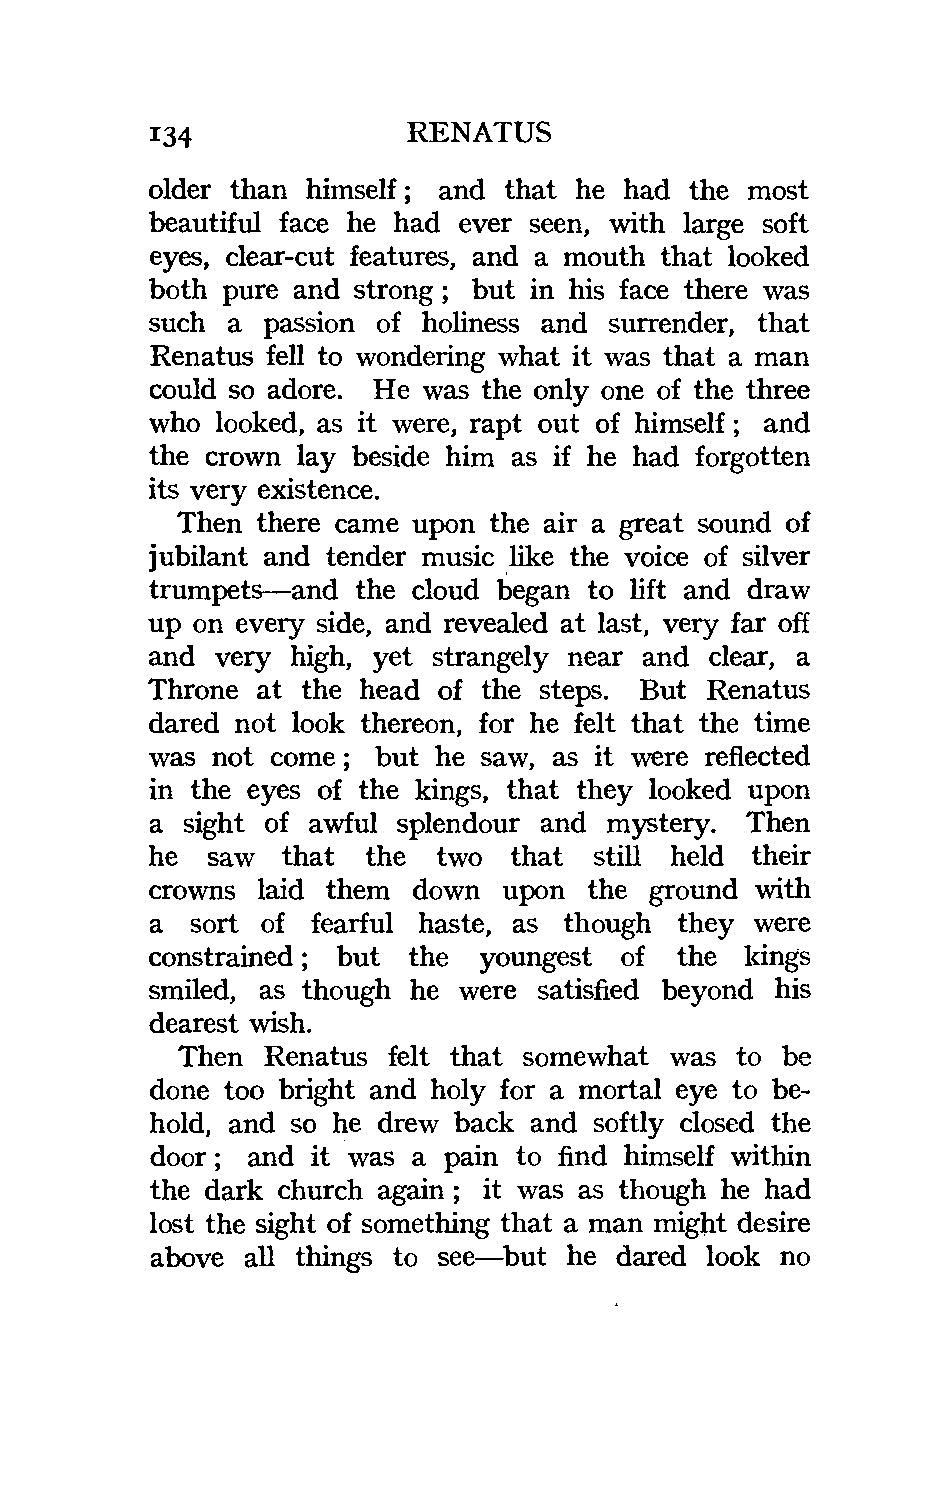 134 RENATUS
older than himself; and that he had the most
beautiful face he had ever seen, with large soft
eyes, clear-cut features, and a mouth that looked
both pure and strong; but in his face there was
such a passion of holiness and surrender, that
Renatus fell to wondering what it was that a man
could so adore. He was the only one of the three
who looked, as it were, rapt out of himself; and
the crown lay beside him as if he had forgotten
its very existence.
Then there came upon the air a great sound of
jubilant and tender music like the voice of silver
trumpets—and the cloud began to lift and draw
up on every side, and revealed at last, very far off
and very high, yet strangely near and clear, a
Throne at the head of the steps. But Renatus
dared not look thereon, for he felt that the time
was not come; but he saw, as it were reflected
in the eyes of the kings, that they looked upon
a sight of awful splendour and mystery. Then
he saw that the two that still held their
crowns laid them down upon the ground with
a sort of fearful haste, as though they were
constrained; but the youngest of the kings
smiled, as though he were satisfied beyond his
dearest wish.
Then Renatus felt that somewhat was to be
done too bright and holy for a mortal eye to be-
hold, and so he drew back and softly closed the
door; and it was a pain to find himself within
the dark church again; it was as though he had
lost the sight of something that a man might desire
above all things to see—but he dared look no